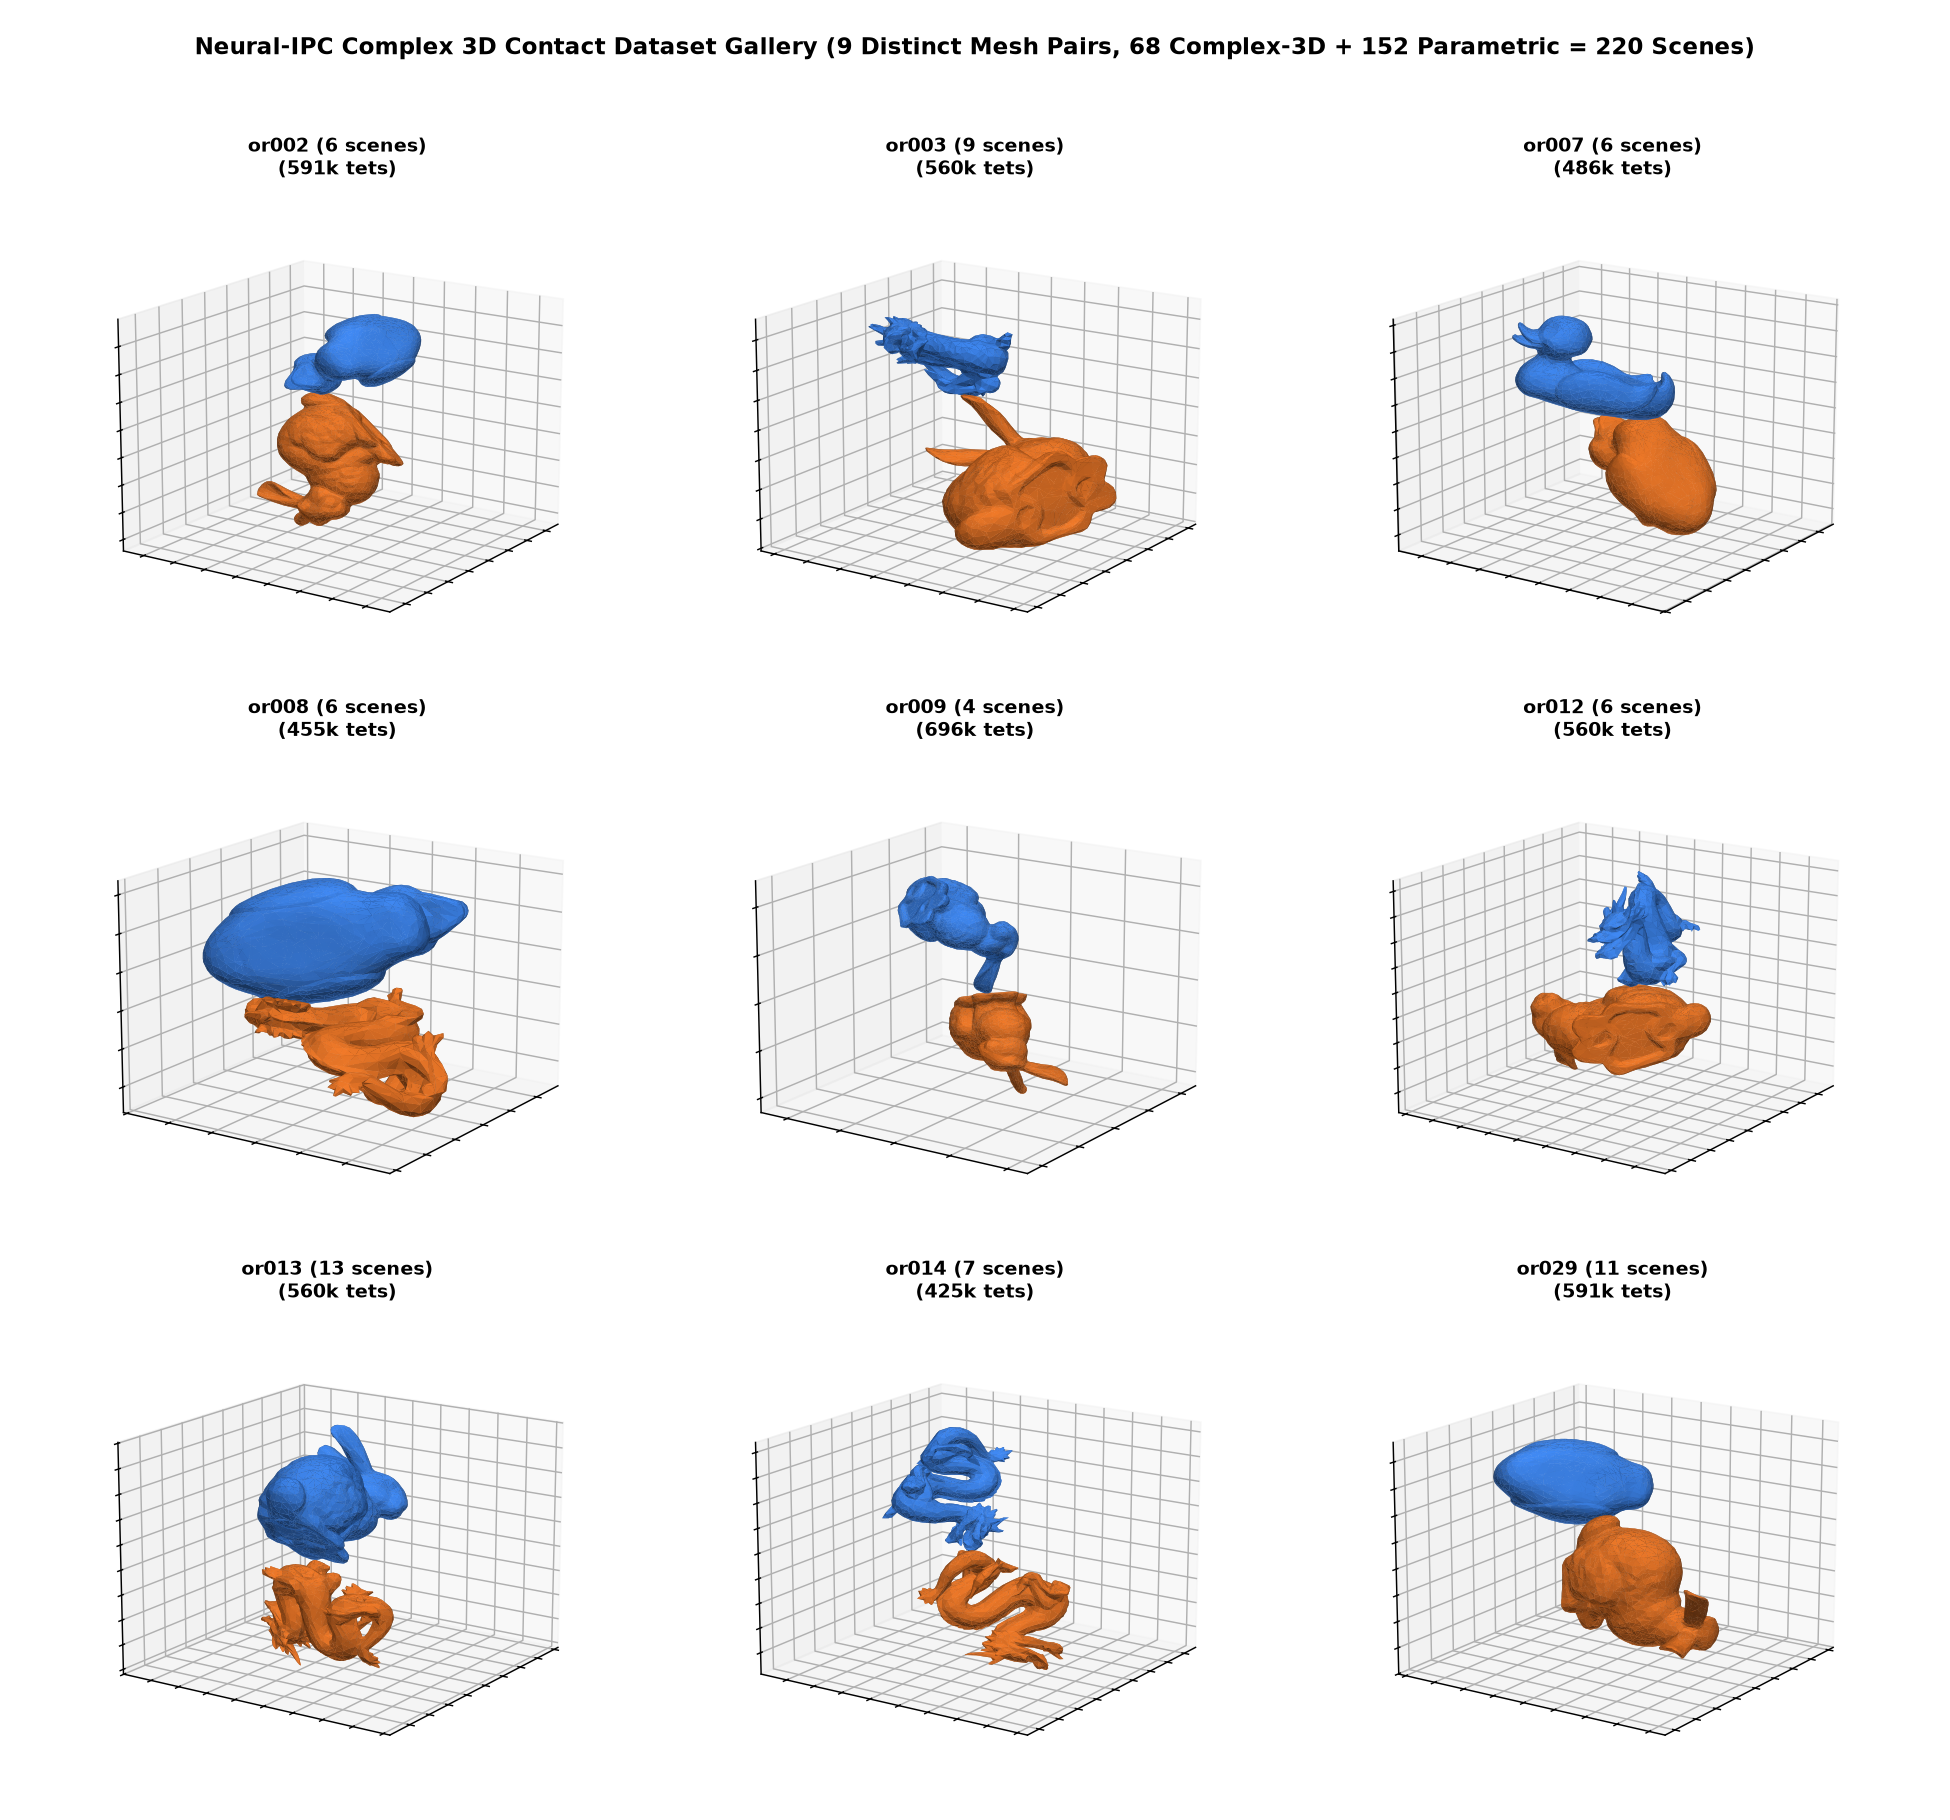 Neural-IPC Complex 3D Contact Dataset Gallery (9 Distinct Mesh Pairs, 68 Complex-3D + 152 Parametric = 220 Scenes)
or002 (6 scenes)
(591k tets)
or003 (9 scenes)
(560k tets)
or007 (6 scenes)
(486k tets)
or008 (6 scenes)
(455k tets)
or009 (4 scenes)
(696k tets)
or012 (6 scenes)
(560k tets)
or013 (13 scenes)
(560k tets)
or014 (7 scenes)
(425k tets)
or029 (11 scenes)
(591k tets)